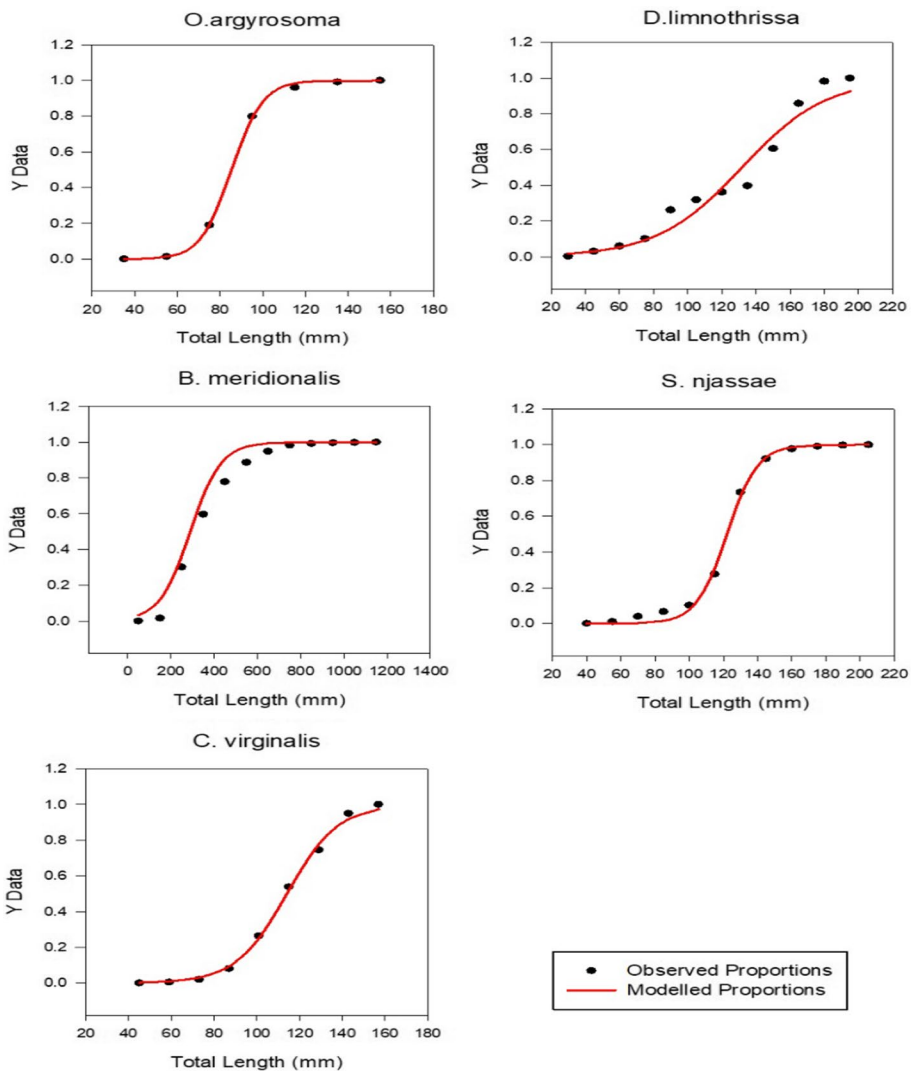 O.argyrosoma
1.2
1.0
0.8
0.6
0.4
0.2
0.0
Y Data
20 40 60 80 100 120 140 160 180
Total Length (mm)
D.limnothrissa
1.2
1.0
0.8
0.6
0.4
0.2
0.0
Y Data
20 40 60 80 100 120 140 160 180 200 220
Total Length (mm)
B. meridionalis
1.2
1.0
0.8
0.6
0.4
0.2
0.0
Y Data
0 200 400 600 800 1000 1200 1400
Total Length (mm)
S. njassae
1.2
1.0
0.8
0.6
0.4
0.2
0.0
Y Data
20 40 60 80 100 120 140 160 180 200 220
Total Length (mm)
C. virginalis
1.2
1.0
0.8
0.6
0.4
0.2
0.0
Y Data
20 40 60 80 100 120 140 160 180
Total Length (mm)
Observed Proportions
Modelled Proportions